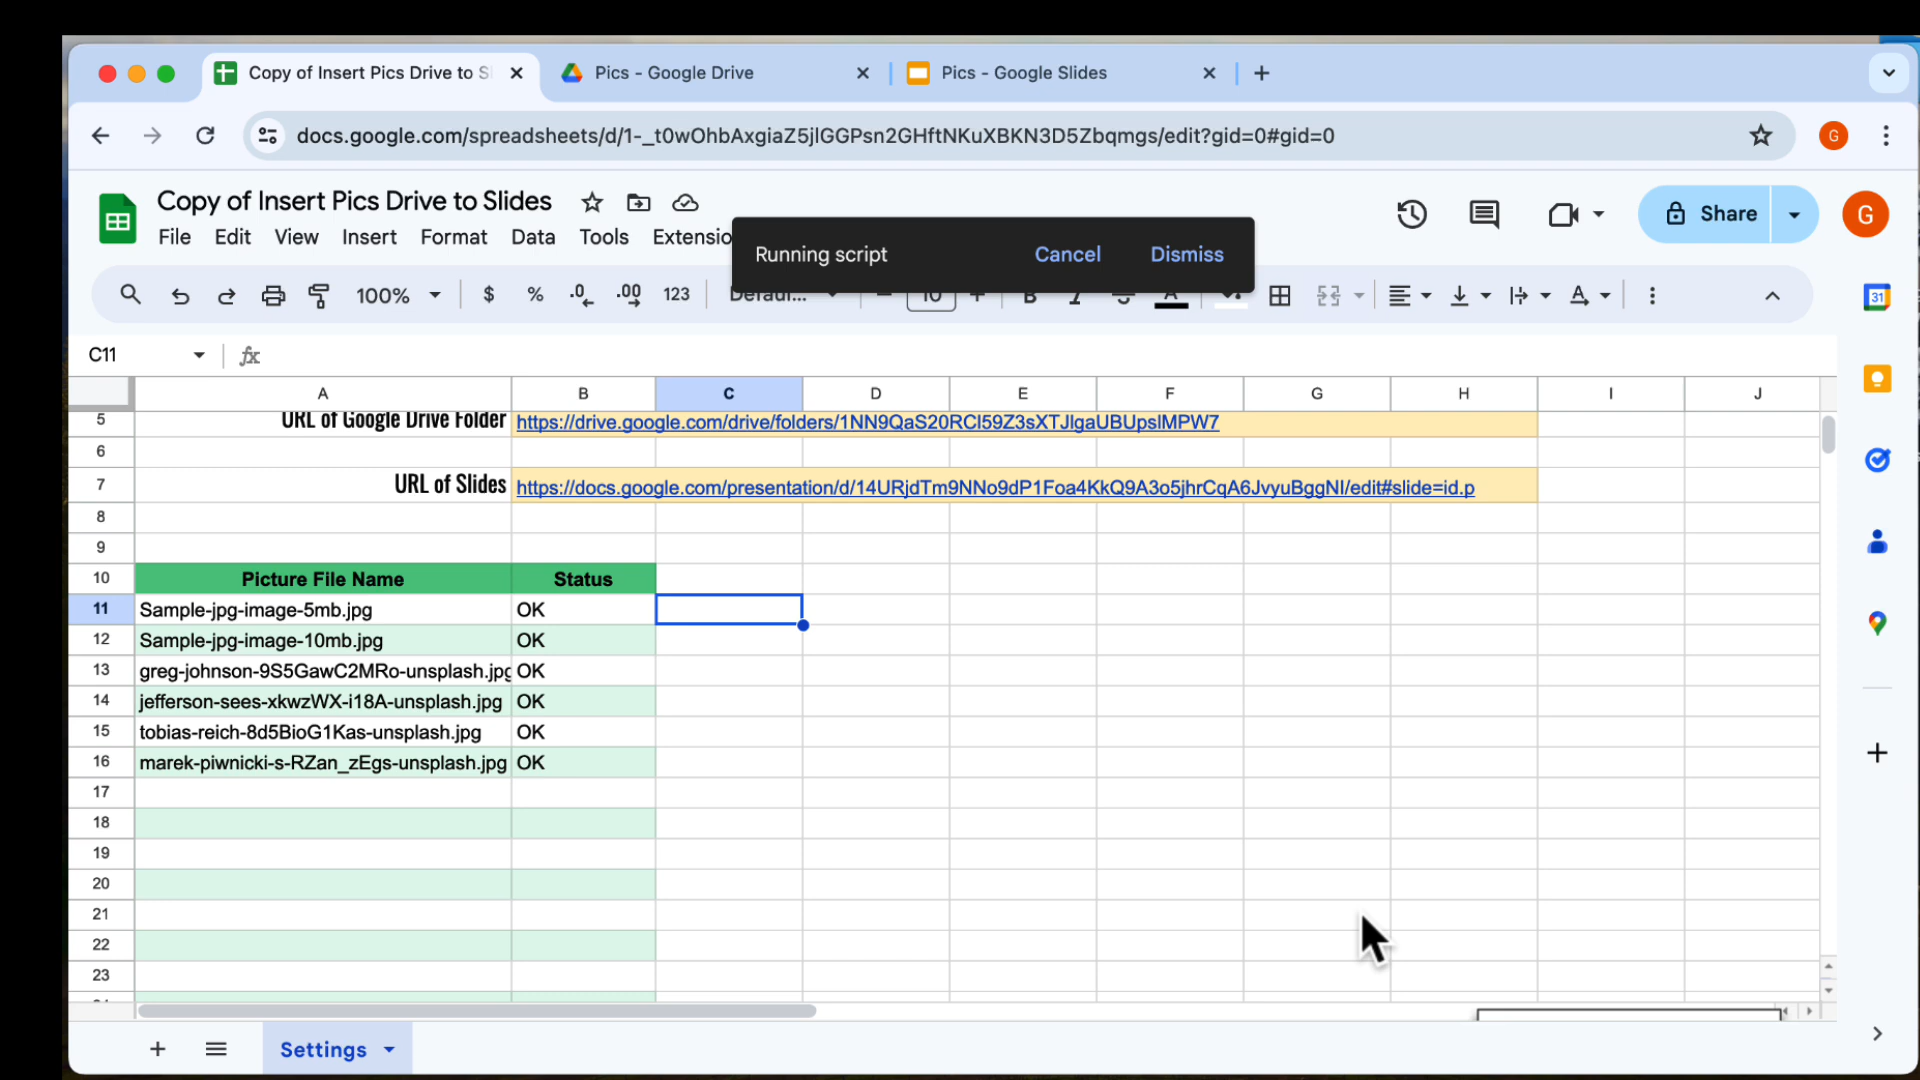 Copy of Insert Pics Drive to Sl
Pics - Google Drive
Pics - Google Slides
docs.google.com/spreadsheets/d/1-_t0wOhbAxgiaZ5jlGGPsn2GHftNKuXBKN3D5Zbqmgs/edit?gid=0#gid=0
G
Copy of Insert Pics Drive to Slides
File Edit View Insert Format Data Tools Extensio
Running script Cancel Dismiss
Share
G
100% $ % .0 .00 123 Defaul... 10 B I S A
31
C11 fx
A B C D E F G H I J
5 URL of Google Drive Folder https://drive.google.com/drive/folders/1NN9QaS20RCl59Z3sXTJlgaUBUpslMPW7
6
7 URL of Slides https://docs.google.com/presentation/d/14URjdTm9NNo9dP1Foa4KkQ9A3o5jhrCqA6JvyuBggNI/edit#slide=id.p
8
9
10 Picture File Name Status
11 Sample-jpg-image-5mb.jpg OK
12 Sample-jpg-image-10mb.jpg OK
13 greg-johnson-9S5GawC2MRo-unsplash.jpg OK
14 jefferson-sees-xkwzWX-i18A-unsplash.jpg OK
15 tobias-reich-8d5BioG1Kas-unsplash.jpg OK
16 marek-piwnicki-s-RZan_zEgs-unsplash.jpg OK
17
18
19
20
21
22
23
Settings